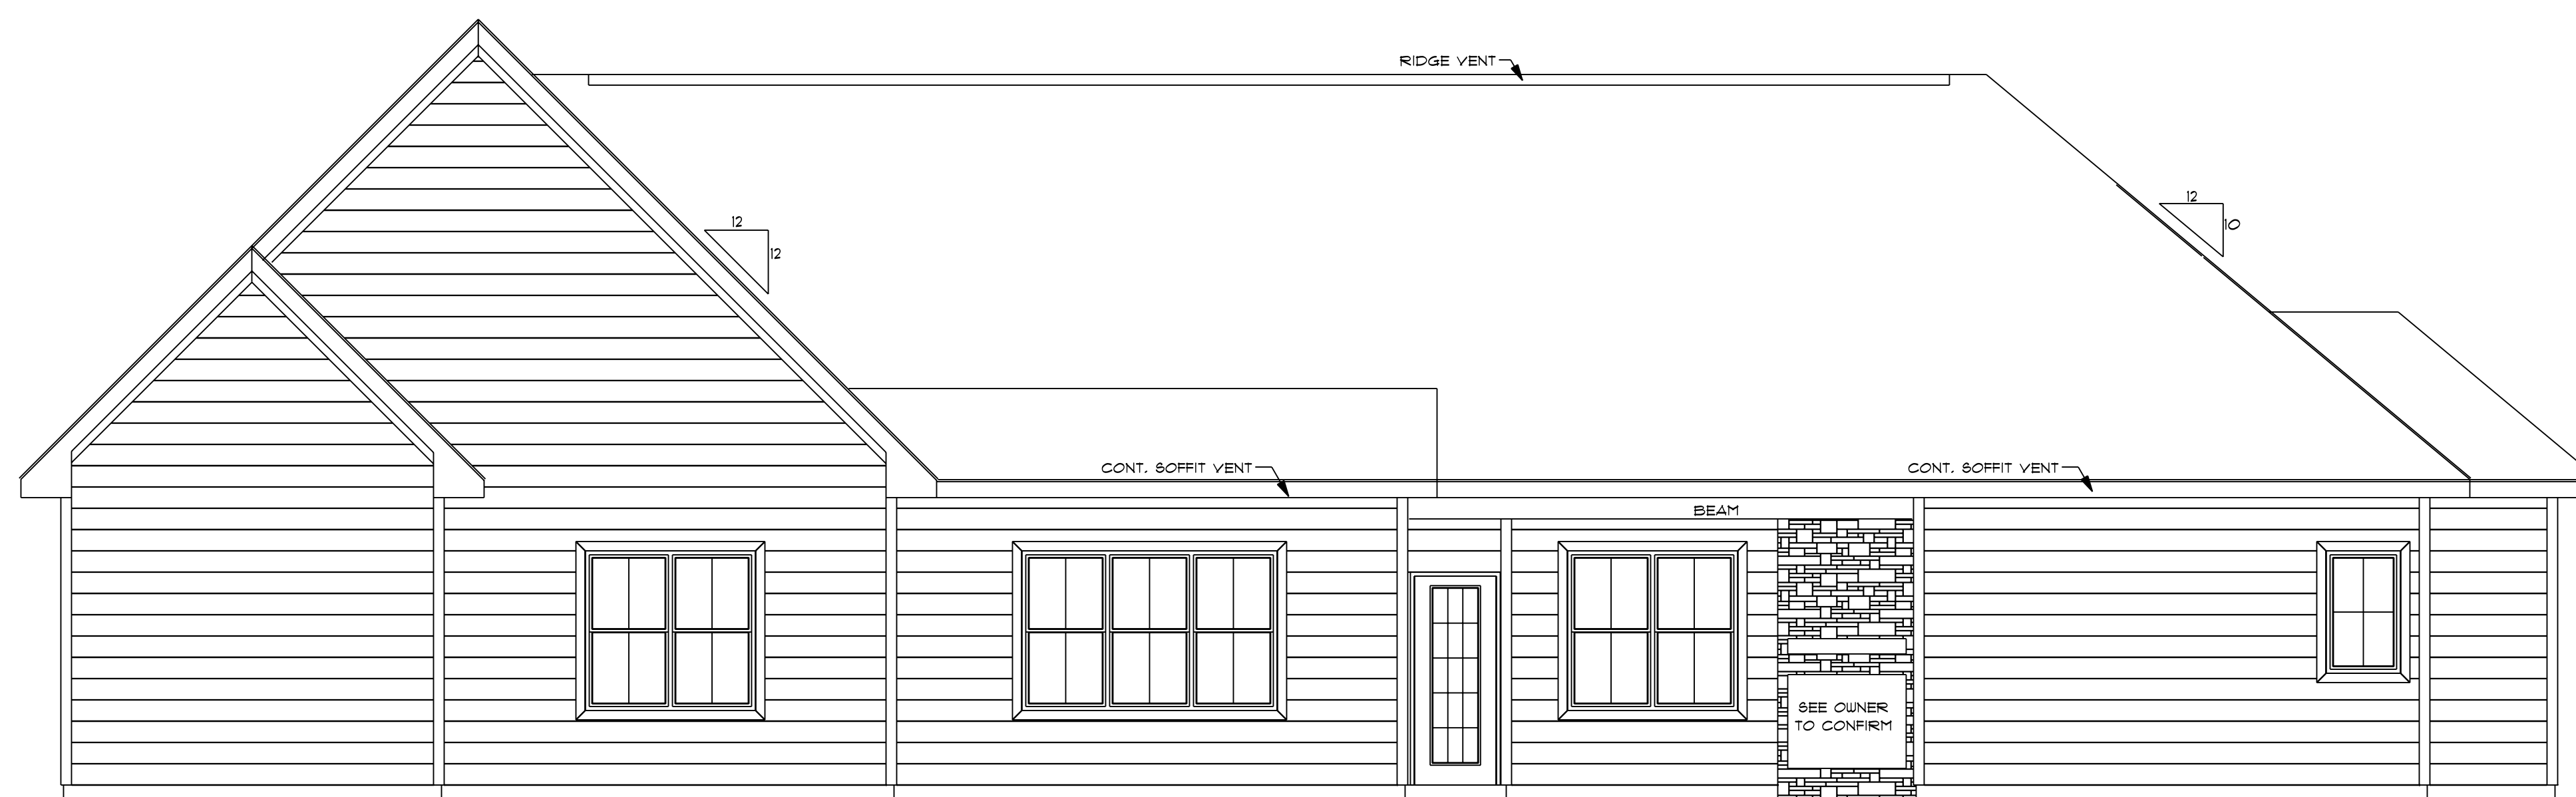 RIDGE VENT
12
10
12
12
CONT. SOFFIT VENT
CONT. SOFFIT VENT
BEAM
SEE OWNER
TO CONFIRM